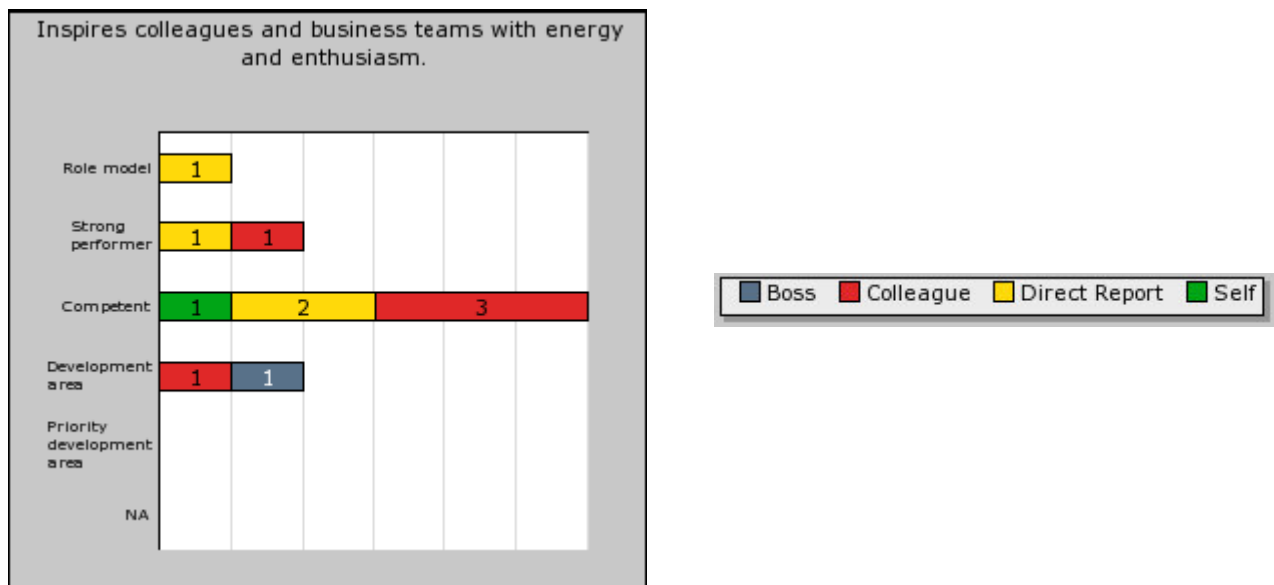 Inspires colleagues and business teams with energy
and enthusiasm.
Role model
1
Strong
performer
1 1
Competent
1 2 3
Development
area
1 1
Priority
development
area
NA
Boss Colleague Direct Report Self